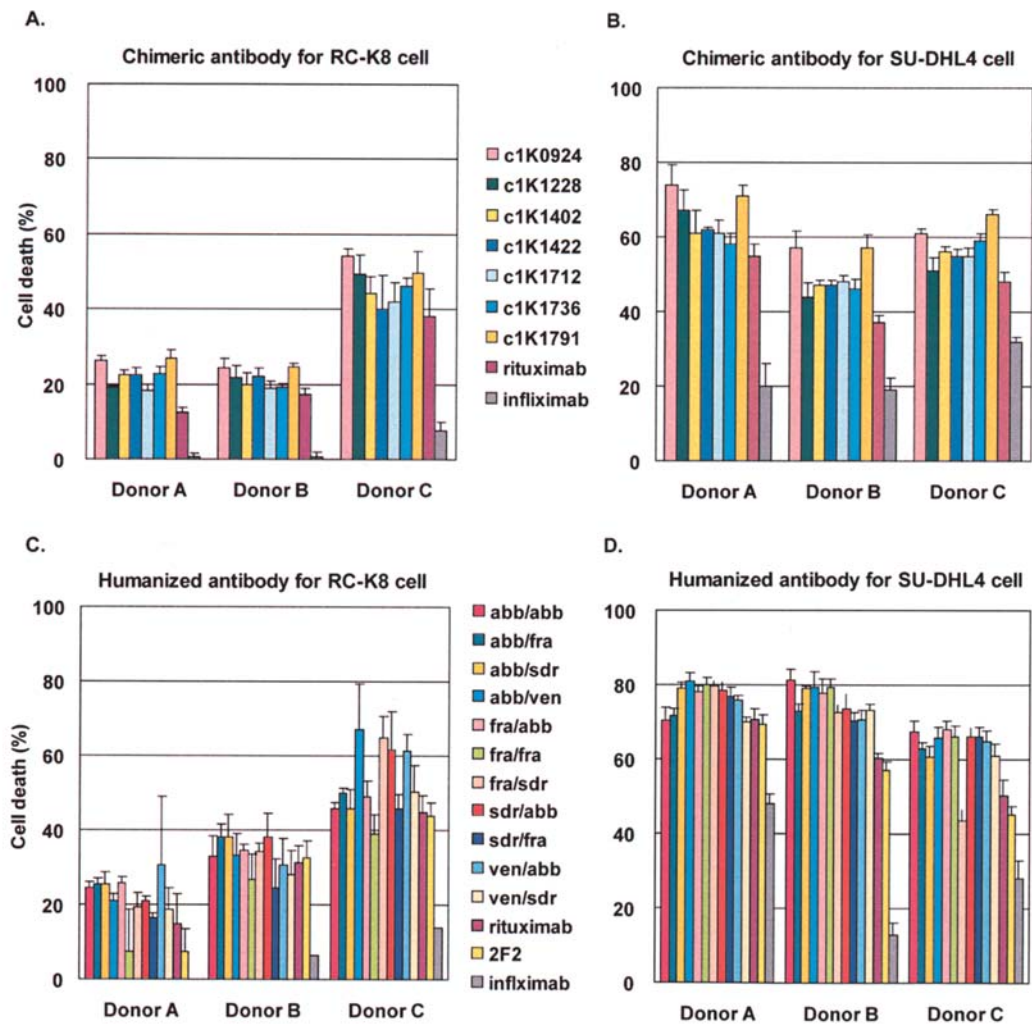 A.
Chimeric antibody for RC-K8 cell
Cell death (%)
100
80
60
40
20
0
Donor A Donor B Donor C
c1K0924
c1K1228
c1K1402
c1K1422
c1K1712
c1K1736
c1K1791
rituximab
infliximab
B.
Chimeric antibody for SU-DHL4 cell
100
80
60
40
20
0
Donor A Donor B Donor C
C.
Humanized antibody for RC-K8 cell
Cell death (%)
100
80
60
40
20
0
Donor A Donor B Donor C
abb/abb
abb/fra
abb/sdr
abb/ven
fra/abb
fra/fra
fra/sdr
sdr/abb
sdr/fra
ven/abb
ven/sdr
rituximab
2F2
inflximab
D.
Humanized antibody for SU-DHL4 cell
100
80
60
40
20
0
Donor A Donor B Donor C